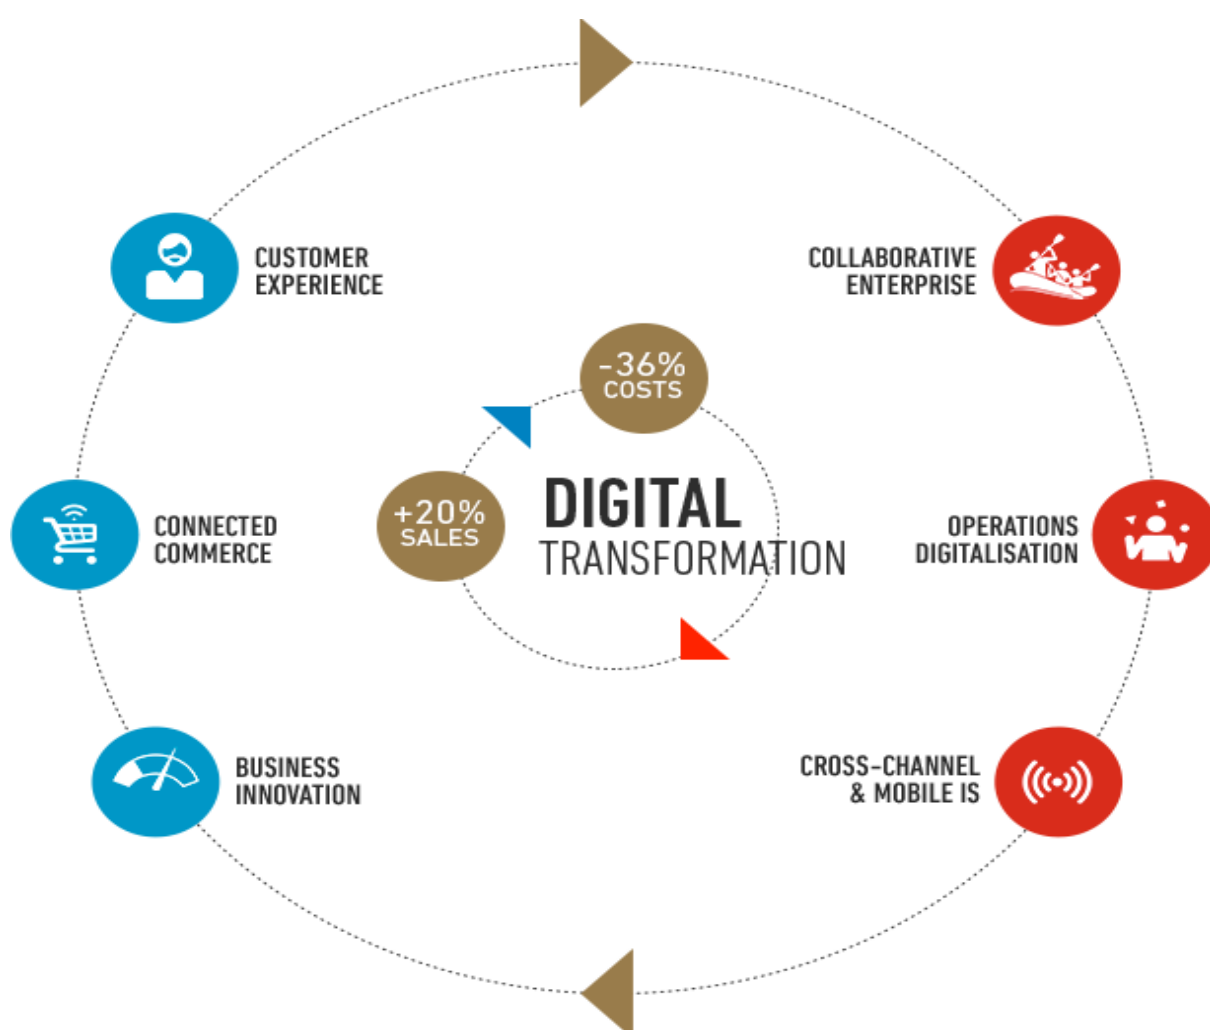 CUSTOMER
EXPERIENCE
COLLABORATIVE
ENTERPRISE
-36%
COSTS
+20%
SALES
DIGITAL
TRANSFORMATION
CONNECTED
COMMERCE
OPERATIONS
DIGITALISATION
BUSINESS
INNOVATION
CROSS-CHANNEL
& MOBILE IS